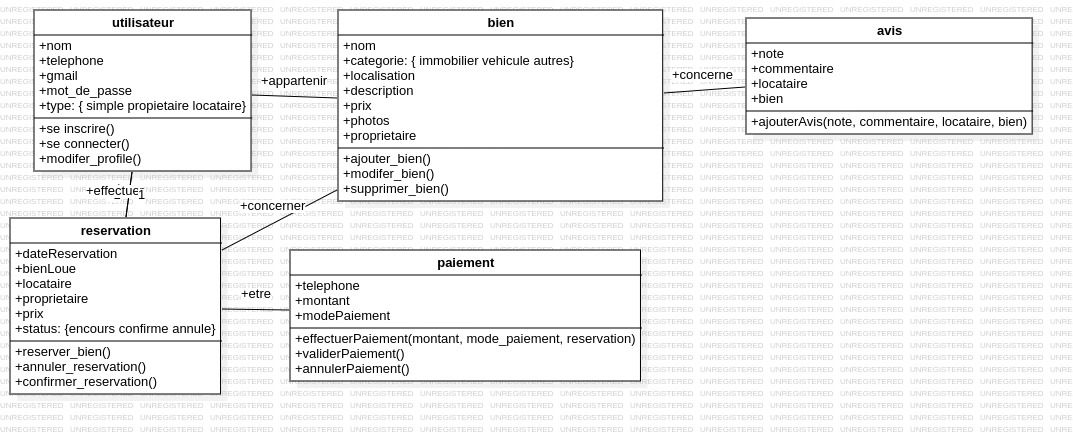 utilisateur
+nom
+telephone
+gmail
+mot_de_passe
+type: { simple propietaire locataire}
+se inscrire()
+se connecter()
+modifer_profile()
+appartenir
bien
+nom
+categorie: { immobilier vehicule autres}
+localisation
+description
+prix
+photos
+proprietaire
+ajouter_bien()
+modifer_bien()
+supprimer_bien()
+concerne
avis
+note
+commentaire
+locataire
+bien
+ajouterAvis(note, commentaire, locataire, bien)
+effectuer
1
+concerner
reservation
+dateReservation
+bienLoue
+locataire
+proprietaire
+prix
+status: {encours confirme annule}
+reserver_bien()
+annuler_reservation()
+confirmer_reservation()
+etre
paiement
+telephone
+montant
+modePaiement
+effectuerPaiement(montant, mode_paiement, reservation)
+validerPaiement()
+annulerPaiement()
UNREGISTERED